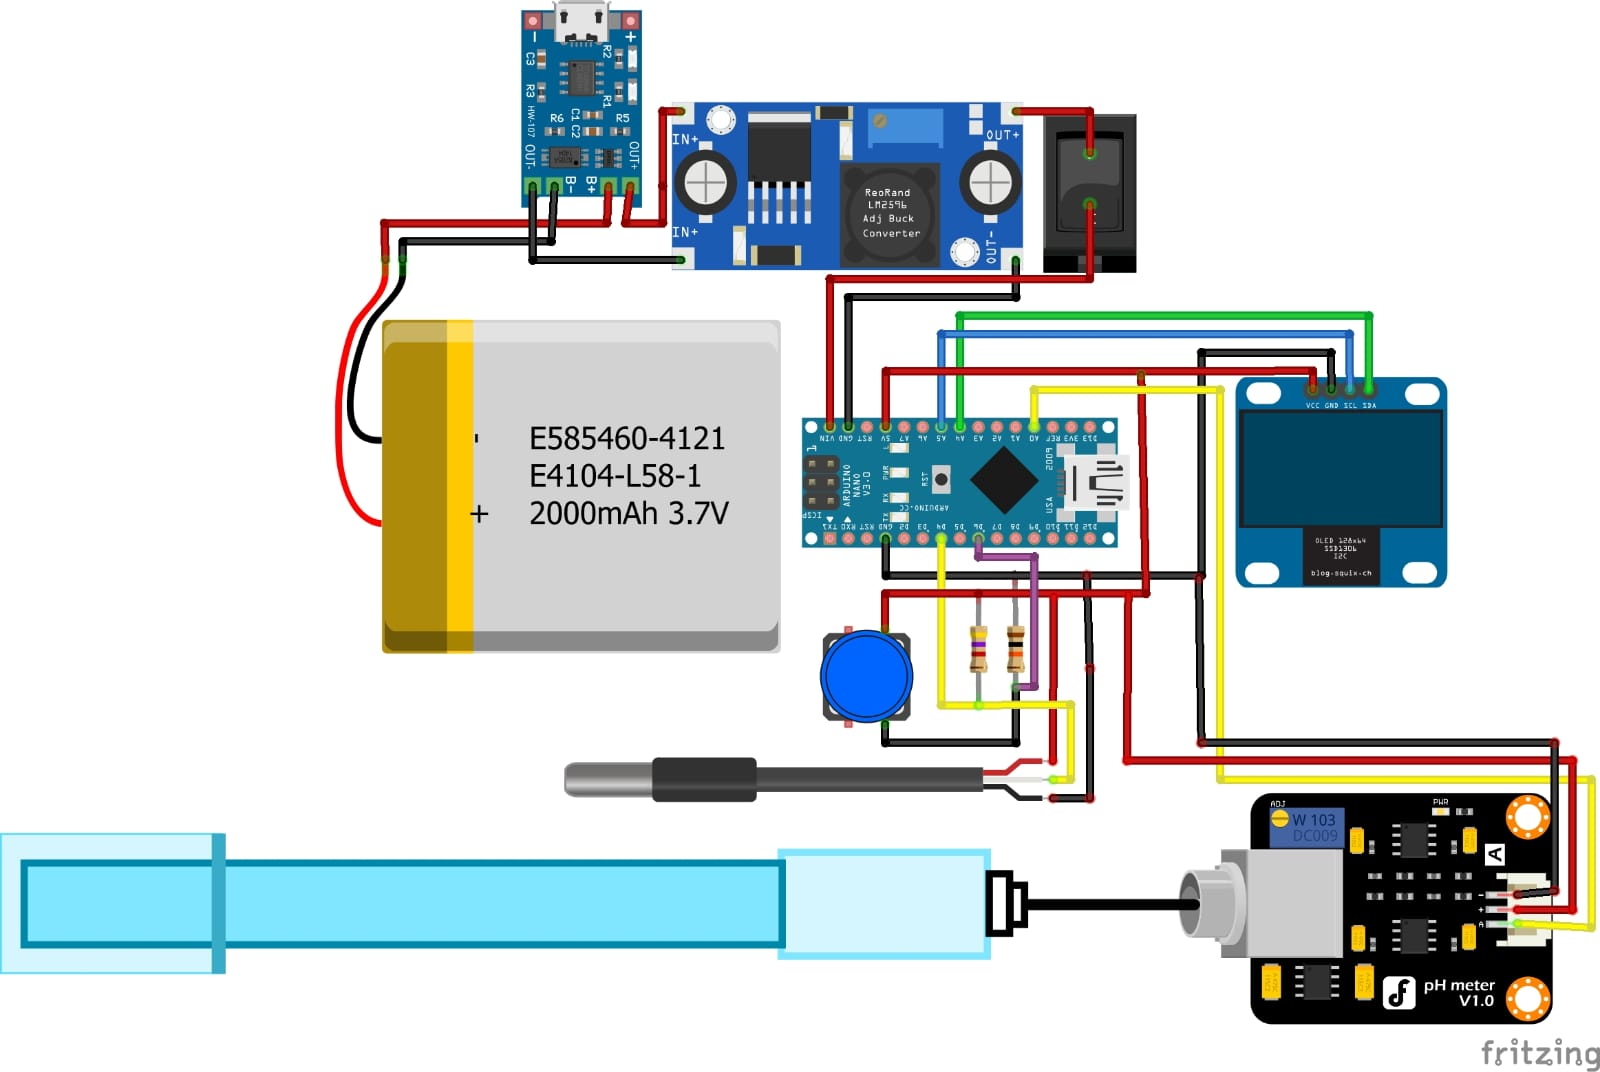 -
+
C3
R2
R3
R1
HW-107
C1
C2
R6
R5
OUT-
B-
B+
OUT+
IN+
OUT+
ReoRand
LM2596
Adj Buck
Converter
IN+
OUT-
E585460-4121
E4104-L58-1
2000mAh 3.7V
-
+
VIN
GND
RST
5V
A7
A6
A5
A4
A3
A2
A1
A0
REF
3V3
D13
L
PWR
RX
TX
RST
ARDUINO
NANO
V3.0
ARDUINO.CC
2009
USA
ICSP
1
TX1
RX0
RST
GND
D2
D3
D4
D5
D6
D7
D8
D9
D10
D11
D12
VCC GND SCL SDA
OLED 128x64
SSD1306
I2C
blog-squix-ch
ADJ
W 103
DC009
PWR
A
-
+
A
pH meter
V1.0
fritzing